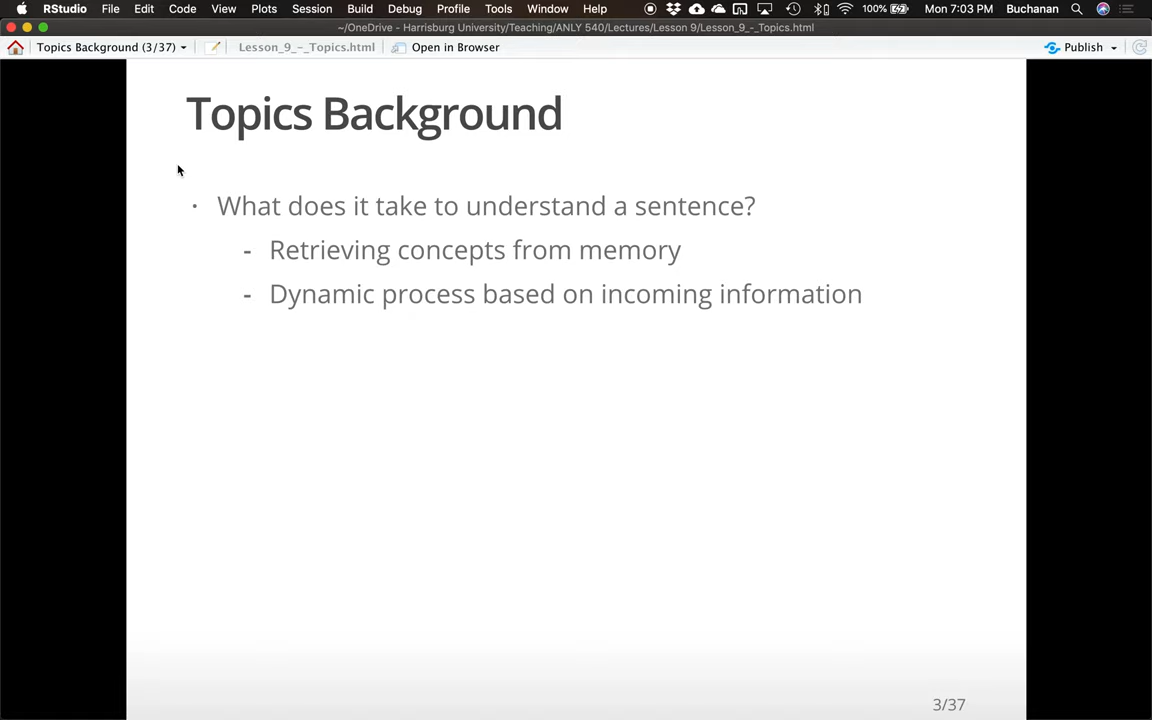 RStudio File Edit Code View Plots Session Build Debug Profile Tools Window Help 100% Mon 7:03 PM Buchanan
~/OneDrive - Harrisburg University/Teaching/ANLY 540/Lectures/Lesson 9/Lesson_9_-_Topics.html
Topics Background (3/37) Lesson_9_-_Topics.html Open in Browser Publish
Topics Background
· What does it take to understand a sentence?
- Retrieving concepts from memory
- Dynamic process based on incoming information
3/37